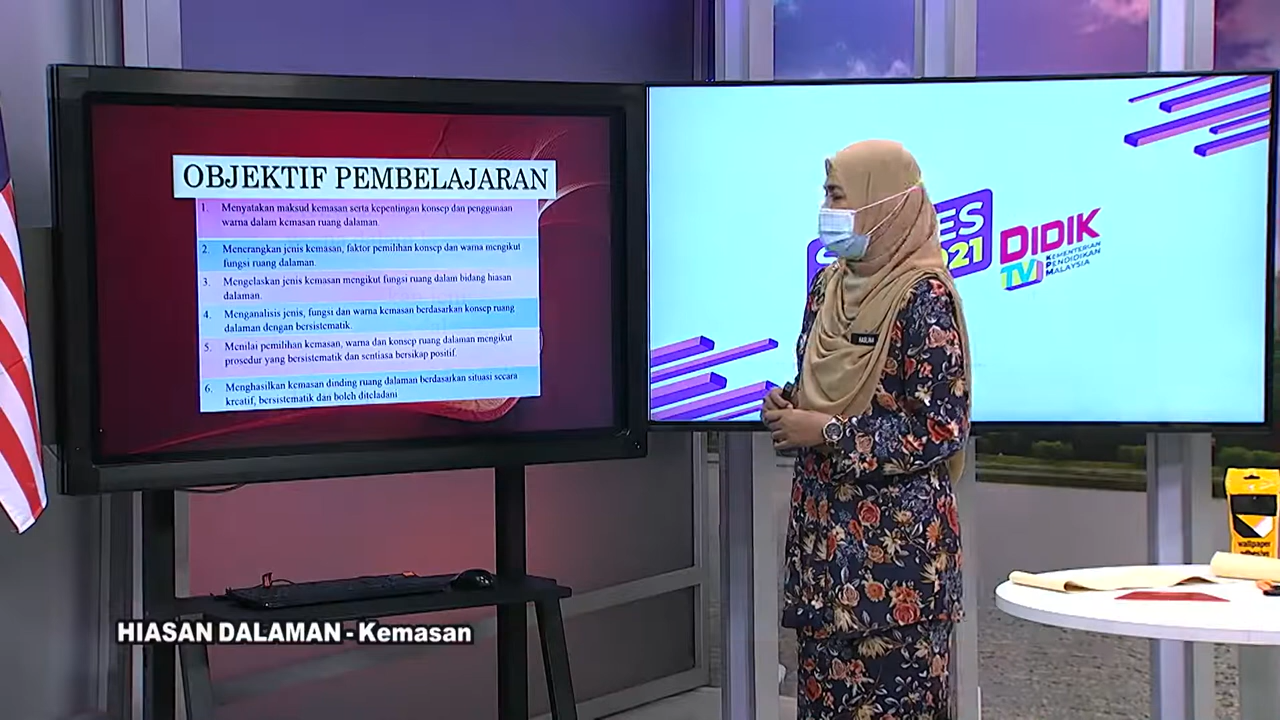 OBJEKTIF PEMBELAJARAN
1. Menyatakan maksud kemasan serta kepentingan konsep dan penggunaan
warna dalam kemasan ruang dalaman.
2. Menerangkan jenis kemasan, faktor pemilihan konsep dan warna mengikut
fungsi ruang dalaman.
3. Mengelaskan jenis kemasan mengikut fungsi ruang dalam bidang hiasan
dalaman.
4. Menganalisis jenis, fungsi dan warna kemasan berdasarkan konsep ruang
dalaman dengan bersistematik.
5. Menilai pemilihan kemasan, warna dan konsep ruang dalaman mengikut
prosedur yang bersistematik dan sentiasa bersikap positif.
6. Menghasilkan kemasan dinding ruang dalaman berdasarkan situasi secara
kreatif, bersistematik dan boleh diteladani
DIDIK
TV
KEMENTERIAN
PENDIDIKAN
MALAYSIA
wallpaper
adhesive
HIASAN DALAMAN - Kemasan